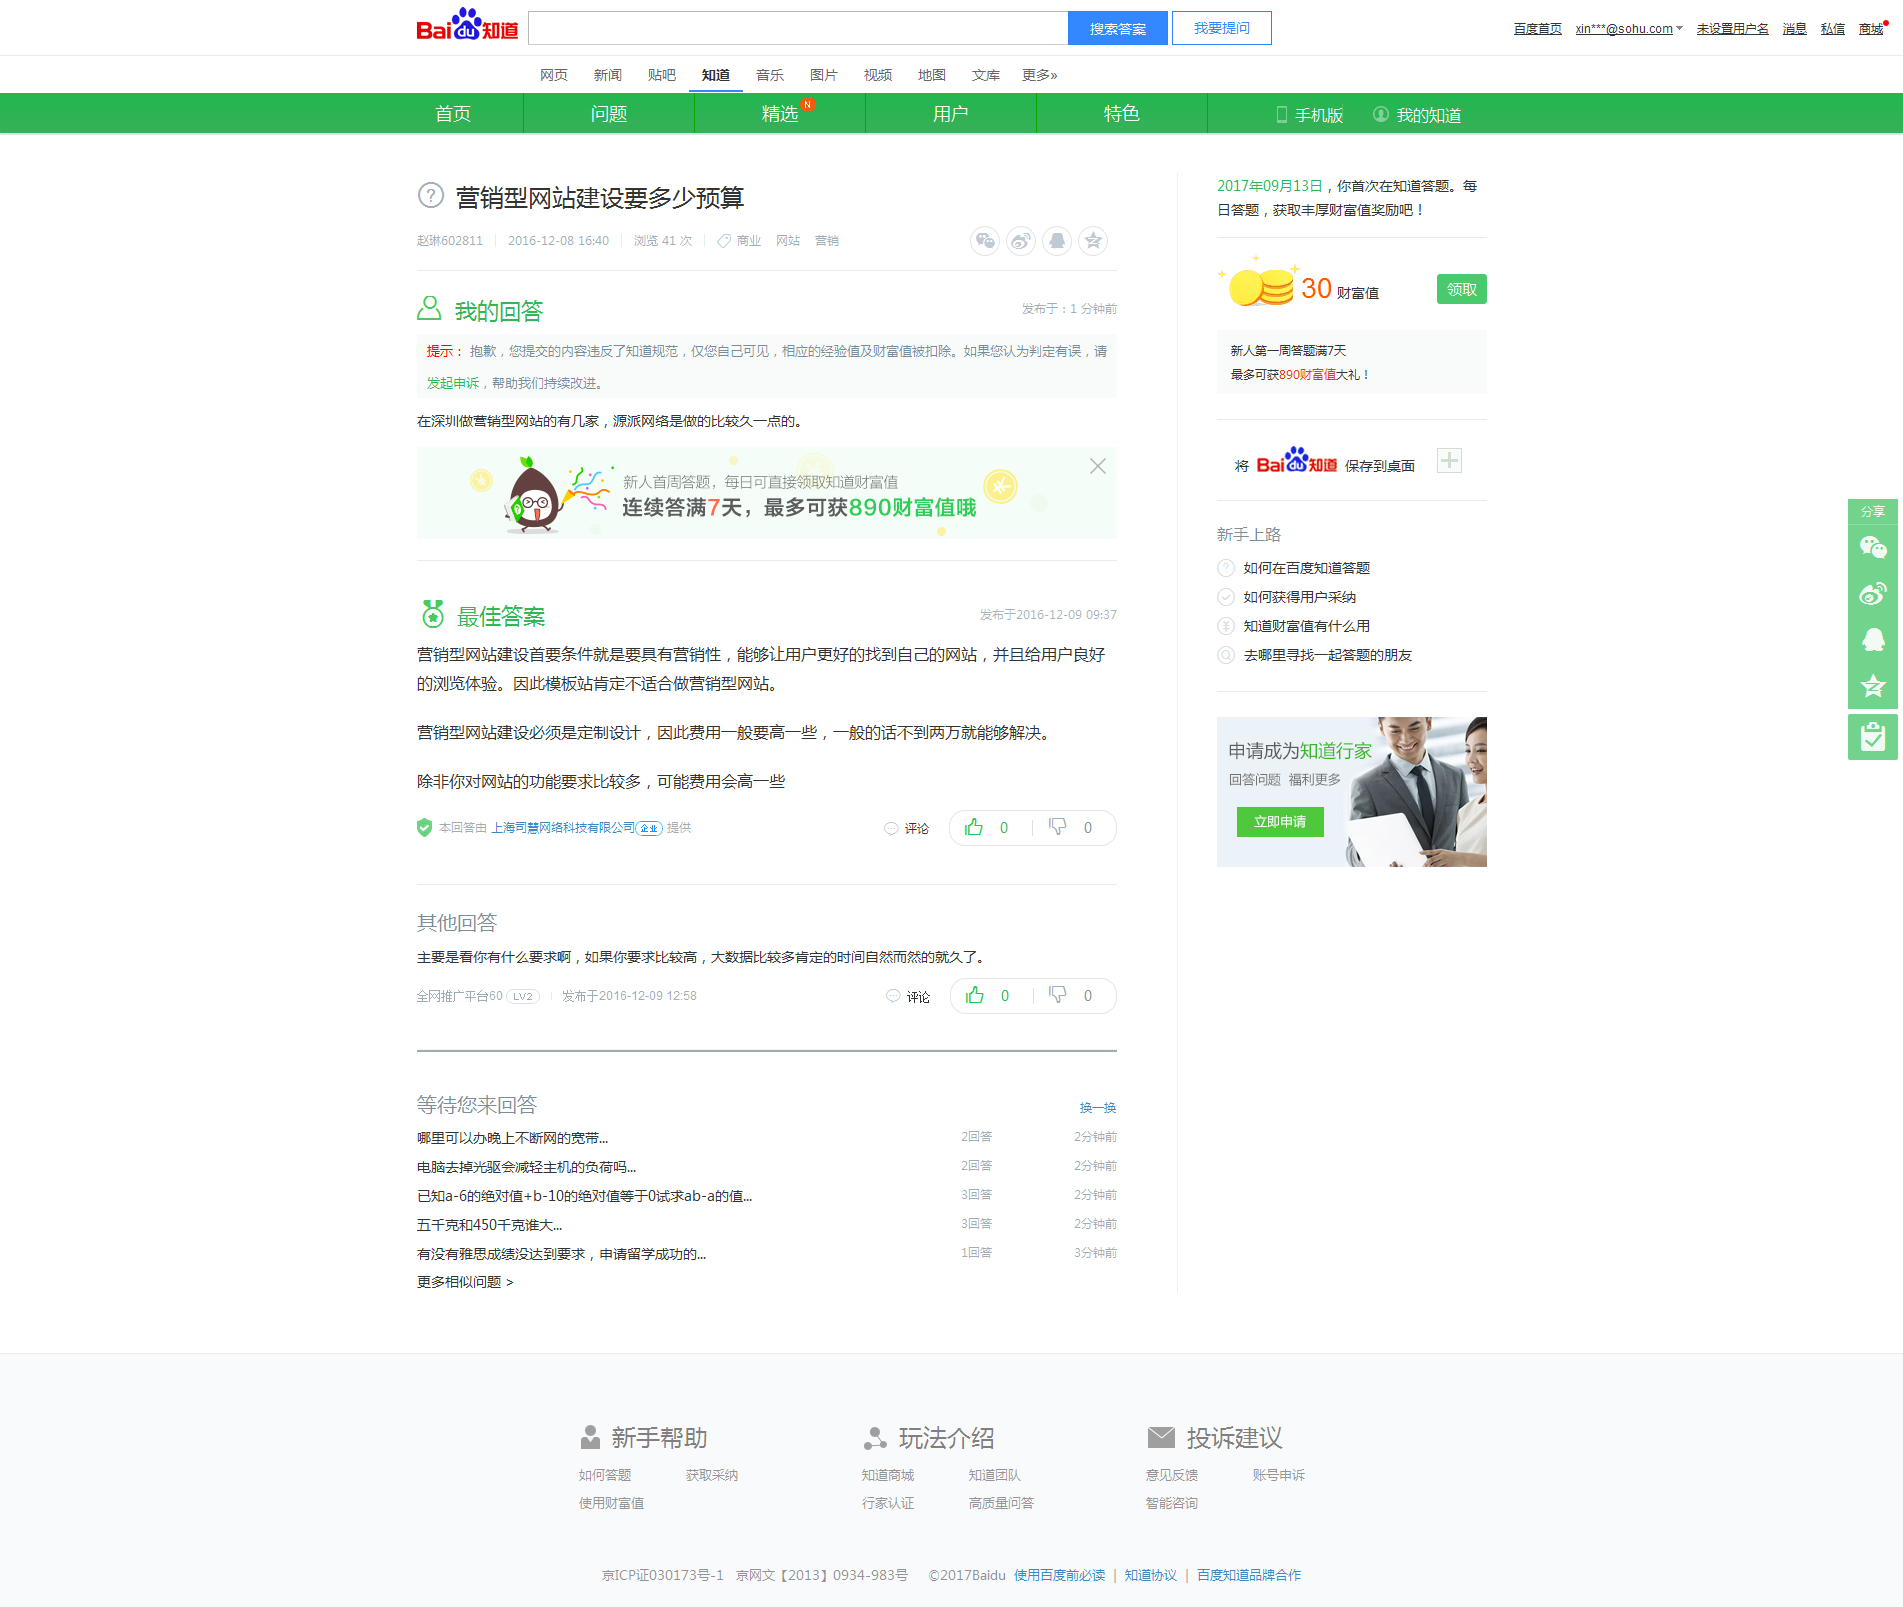 Baidu知道
搜索答案
我要提问
百度首页 xin***@sohu.com 未设置用户名 消息 私信 商城
网页 新闻 贴吧 知道 音乐 图片 视频 地图 文库 更多»
首页 问题 精选 N 用户 特色 手机版 我的知道
营销型网站建设要多少预算
赵琳602811 2016-12-08 16:40 浏览 41 次 商业 网站 营销
我的回答 发布于：1 分钟前
提示： 抱歉，您提交的内容违反了知道规范，仅您自己可见，相应的经验值及财富值被扣除。如果您认为判定有误，请
发起申诉，帮助我们持续改进。
在深圳做营销型网站的有几家，源派网络是做的比较久一点的。
新人首周答题，每日可直接领取知道财富值
连续答满7天，最多可获890财富值哦
最佳答案 发布于2016-12-09 09:37
营销型网站建设首要条件就是要具有营销性，能够让用户更好的找到自己的网站，并且给用户良好
的浏览体验。因此模板站肯定不适合做营销型网站。
营销型网站建设必须是定制设计，因此费用一般要高一些，一般的话不到两万就能够解决。
除非你对网站的功能要求比较多，可能费用会高一些
本回答由 上海司慧网络科技有限公司 企业 提供 评论 0 0
其他回答
主要是看你有什么要求啊，如果你要求比较高，大数据比较多肯定的时间自然而然的就久了。
全网推广平台60 LV2 发布于2016-12-09 12:58 评论 0 0
等待您来回答 换一换
哪里可以办晚上不断网的宽带... 2回答 2分钟前
电脑去掉光驱会减轻主机的负荷吗... 2回答 2分钟前
已知a-6的绝对值+b-10的绝对值等于0试求ab-a的值... 3回答 2分钟前
五千克和450千克谁大... 3回答 2分钟前
有没有雅思成绩没达到要求，申请留学成功的... 1回答 3分钟前
更多相似问题 >
2017年09月13日，你首次在知道答题。每
日答题，获取丰厚财富值奖励吧！
30 财富值 领取
新人第一周答题满7天
最多可获890财富值大礼！
将 Baidu知道 保存到桌面
新手上路
如何在百度知道答题
如何获得用户采纳
知道财富值有什么用
去哪里寻找一起答题的朋友
申请成为知道行家
回答问题 福利更多
立即申请
分享
新手帮助 玩法介绍 投诉建议
如何答题 获取采纳 知道商城 知道团队 意见反馈 账号申诉
使用财富值 行家认证 高质量问答 智能咨询
京ICP证030173号-1 京网文【2013】0934-983号 ©2017Baidu 使用百度前必读 | 知道协议 | 百度知道品牌合作